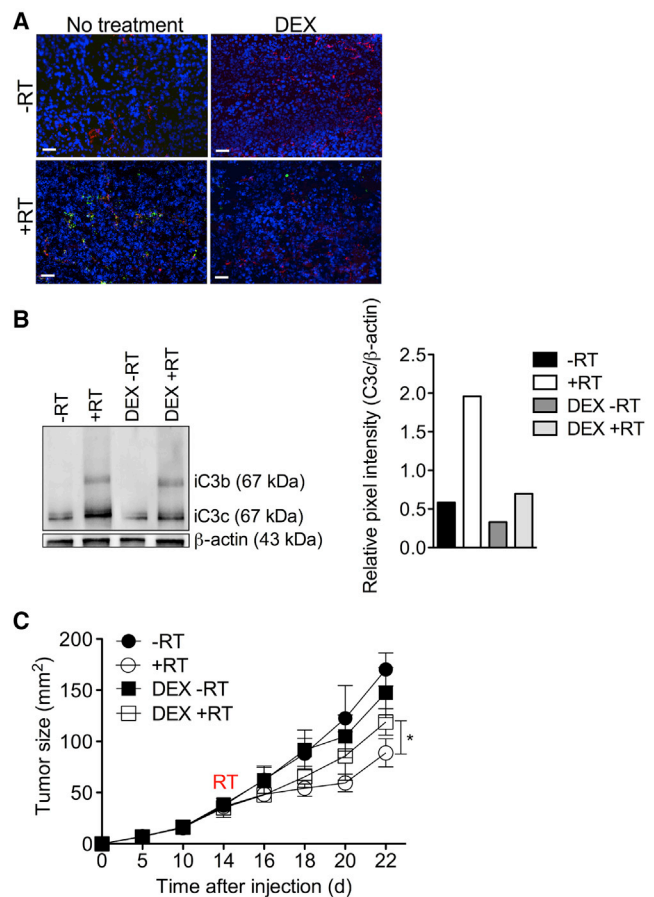 A
No treatment DEX
-RT
+RT
B
-RT +RT DEX -RT DEX +RT
iC3b (67 kDa)
iC3c (67 kDa)
β-actin (43 kDa)
Relative pixel intensity (C3c/β-actin)
2.5
2.0
1.5
1.0
0.5
0.0
-RT
+RT
DEX -RT
DEX +RT
C
Tumor size (mm²)
200
150
100
50
0
-RT
+RT
DEX -RT
DEX +RT
RT
*
0 5 10 14 16 18 20 22
Time after injection (d)